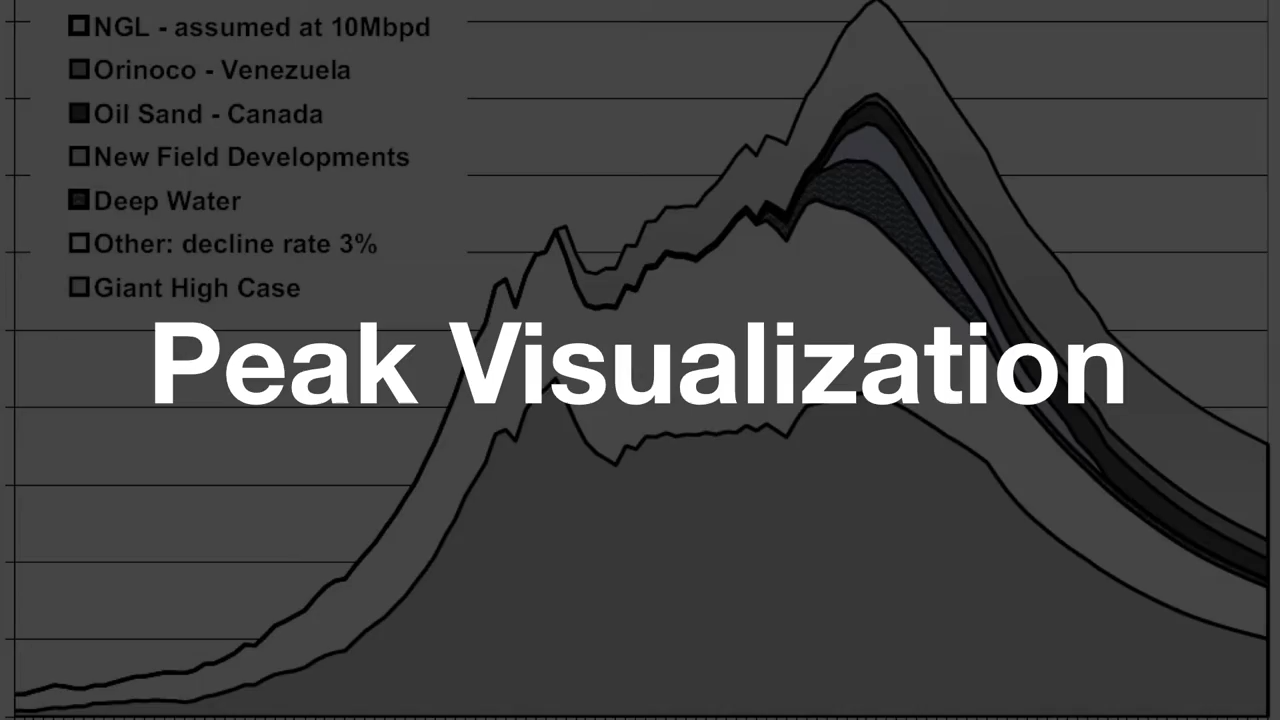 NGL - assumed at 10Mbpd
Orinoco - Venezuela
Oil Sand - Canada
New Field Developments
Deep Water
Other: decline rate 3%
Giant High Case
Peak Visualization